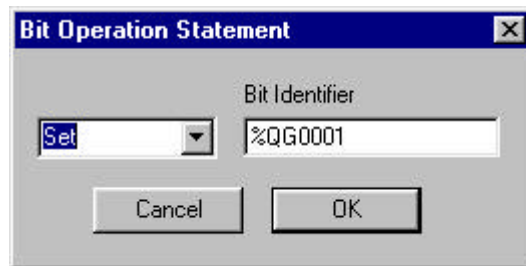 Bit Operation Statement
Bit Identifier
Set
%QG0001
Cancel
OK